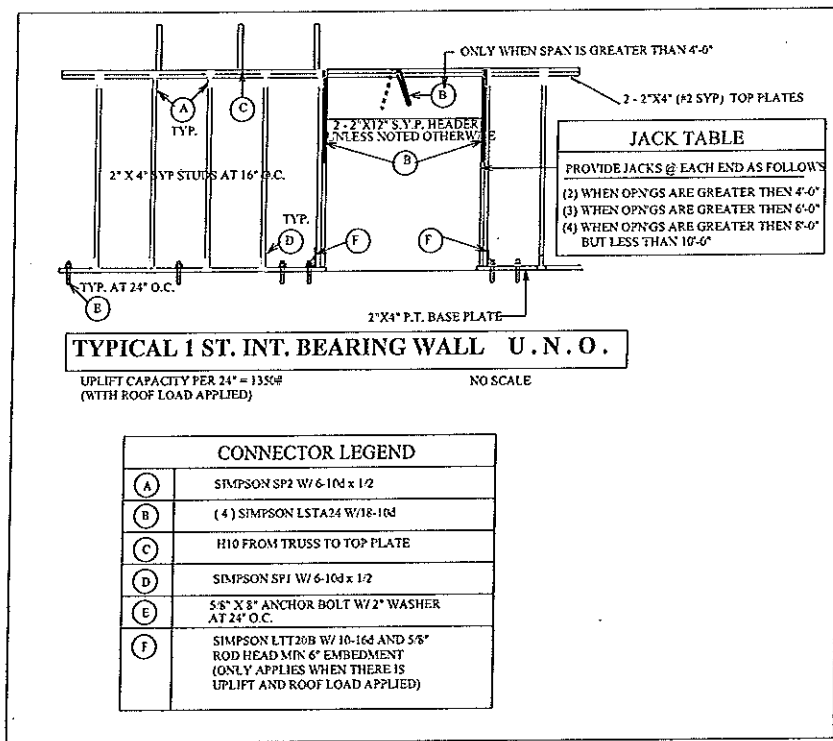 ONLY WHEN SPAN IS GREATER THAN 4'-0"
B
A
C
TYP.
2 - 2"X4" (#2 SYP) TOP PLATES
2 - 2"X12" S.Y.P. HEADER
UNLESS NOTED OTHERWISE
B
2" X 4" SYP STUDS AT 16" O.C.
JACK TABLE
PROVIDE JACKS @ EACH END AS FOLLOWS
(2) WHEN OPN'GS ARE GREATER THEN 4'-0"
(3) WHEN OPN'GS ARE GREATER THEN 6'-0"
(4) WHEN OPN'GS ARE GREATER THEN 8'-0"
BUT LESS THAN 10'-0"
TYP.
D
F
F
TYP. AT 24" O.C.
E
2"X4" P.T. BASE PLATE
TYPICAL 1 ST. INT. BEARING WALL U.N.O.
UPLIFT CAPACITY PER 24" = 1350#
(WITH ROOF LOAD APPLIED)
NO SCALE
CONNECTOR LEGEND
A SIMPSON SP2 W/ 6-10d x 1/2
B ( 4 ) SIMPSON LSTA24 W/18-10d
C H10 FROM TRUSS TO TOP PLATE
D SIMPSON SP1 W/ 6-10d x 1/2
E 5/8" X 8" ANCHOR BOLT W/ 2" WASHER
AT 24" O.C.
F SIMPSON LTT20B W/ 10-16d AND 5/8"
ROD HEAD MIN 6" EMBEDMENT
(ONLY APPLIES WHEN THERE IS
UPLIFT AND ROOF LOAD APPLIED)